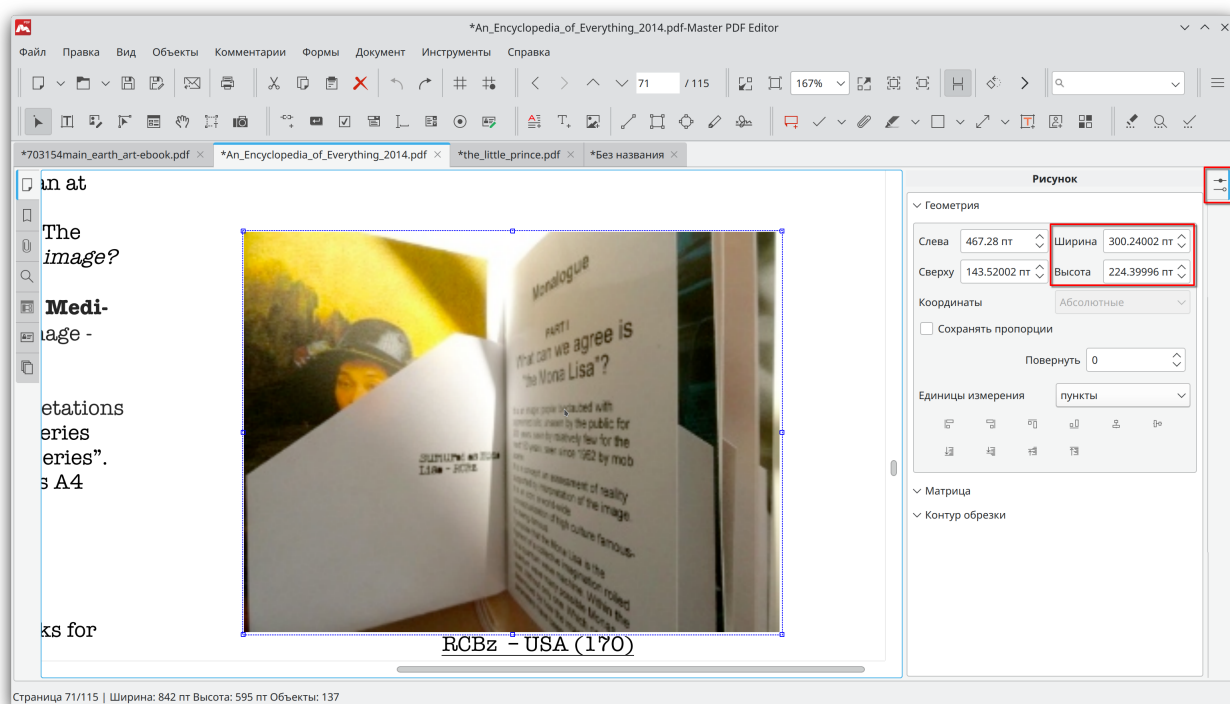 *An_Encyclopedia_of_Everything_2014.pdf-Master PDF Editor
Файл Правка Вид Объекты Комментарии Формы Документ Инструменты Справка
71 / 115 167%
*703154main_earth_art-ebook.pdf *An_Encyclopedia_of_Everything_2014.pdf *the_little_prince.pdf *Без названия
an at
The
image?
Medi-
age -
etations
eries
eries”.
s A4
ks for
Monologue
PART I
What can we agree is
"the Mona Lisa"?
RCBz – USA (170)
Рисунок
Геометрия
Слева 467.28 пт Ширина 300.24002 пт
Сверху 143.52002 пт Высота 224.39996 пт
Координаты Абсолютные
Сохранять пропорции
Повернуть 0
Единицы измерения пункты
Матрица
Контур обрезки
Страница 71/115 | Ширина: 842 пт Высота: 595 пт Объекты: 137